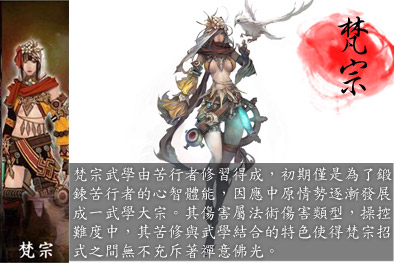 梵宗
梵宗武學由苦行者修習得成，初期僅是為了鍛
鍊苦行者的心智體能，因應中原情勢逐漸發展
成一武學大宗。其傷害屬法術傷害類型，操控
難度中，其苦修與武學結合的特色使得梵宗招
式之間無不充斥著禪意佛光。
梵宗